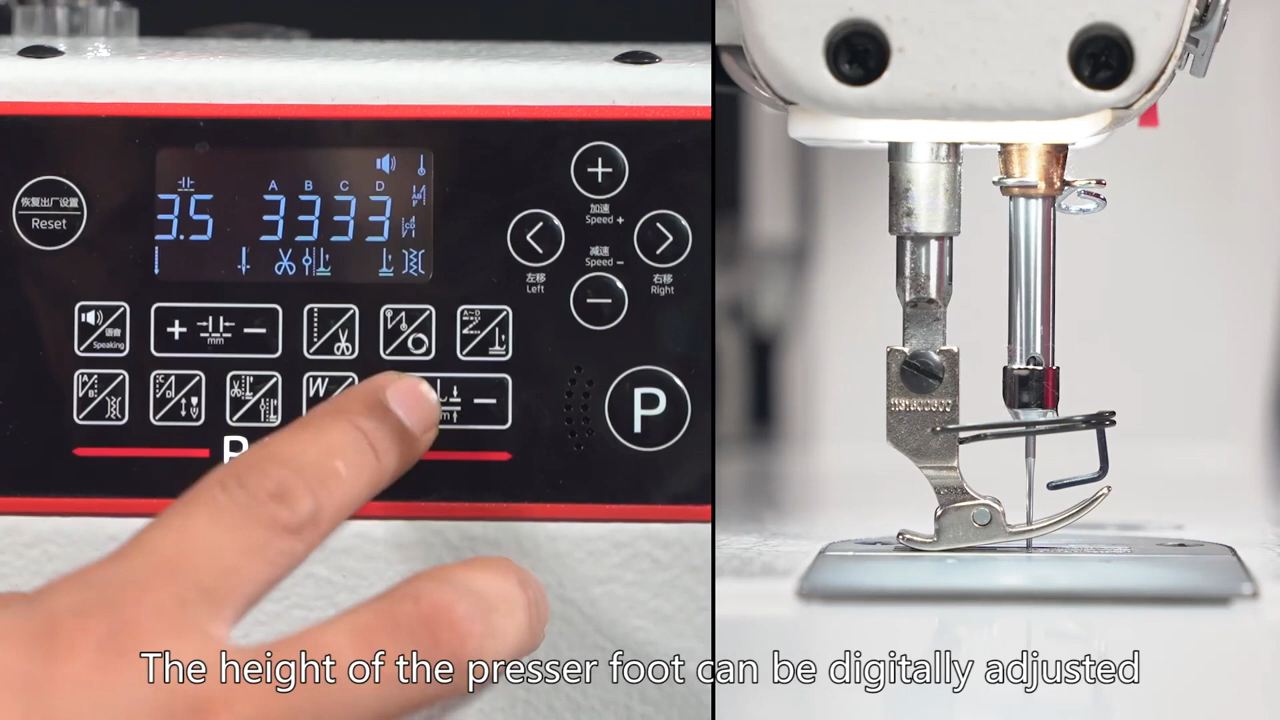 恢复出厂设置
Reset
A B C D
3.5 3333
加速
Speed +
减速
Speed −
左移
Left
右移
Right
语音
Speaking
+ mm −
A~D
A
B
C
D
W
−
P
The height of the presser foot can be digitally adjusted